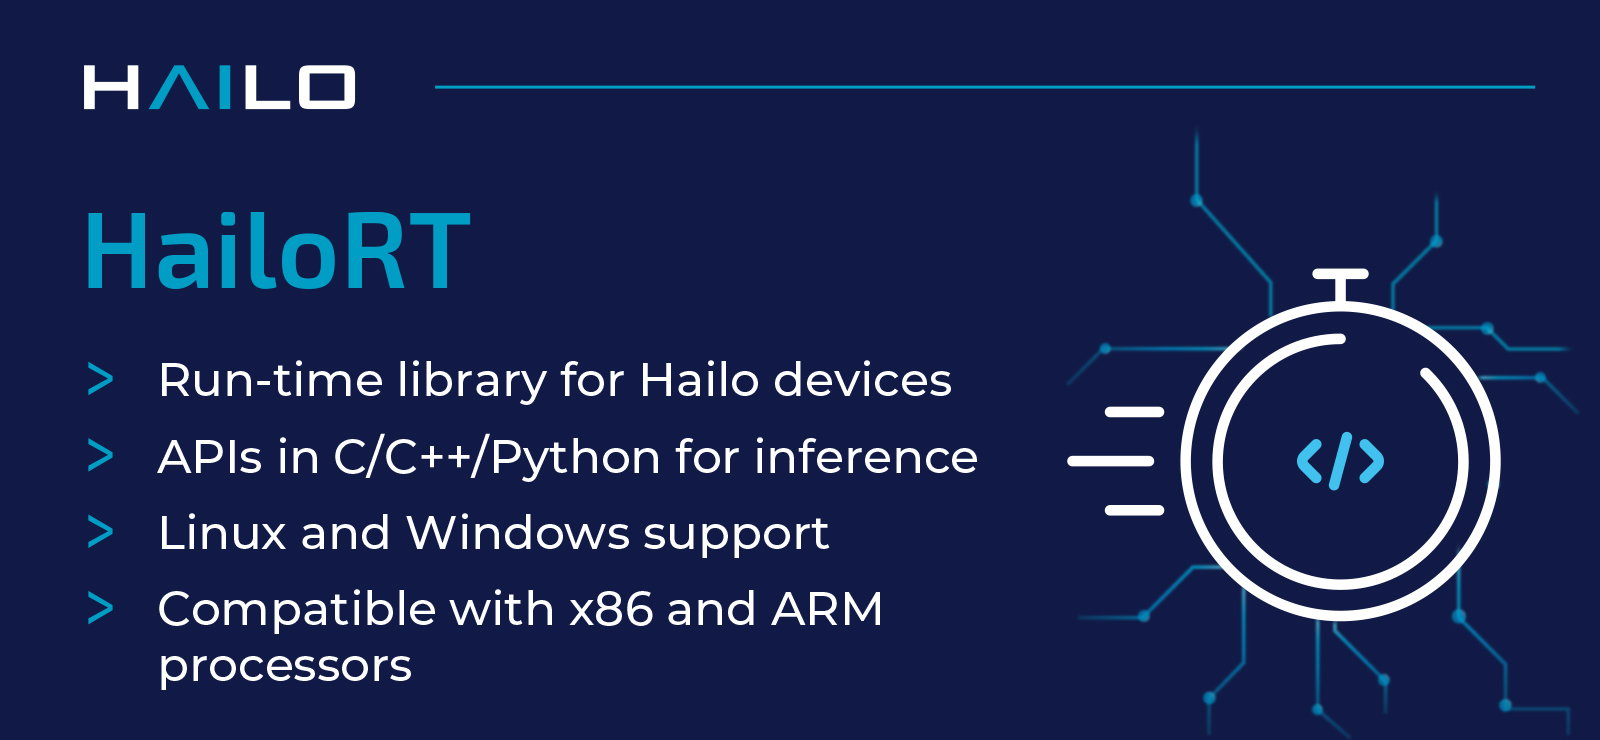 HAILO
HailoRT
> Run-time library for Hailo devices
> APIs in C/C++/Python for inference
> Linux and Windows support
> Compatible with x86 and ARM
processors
</>